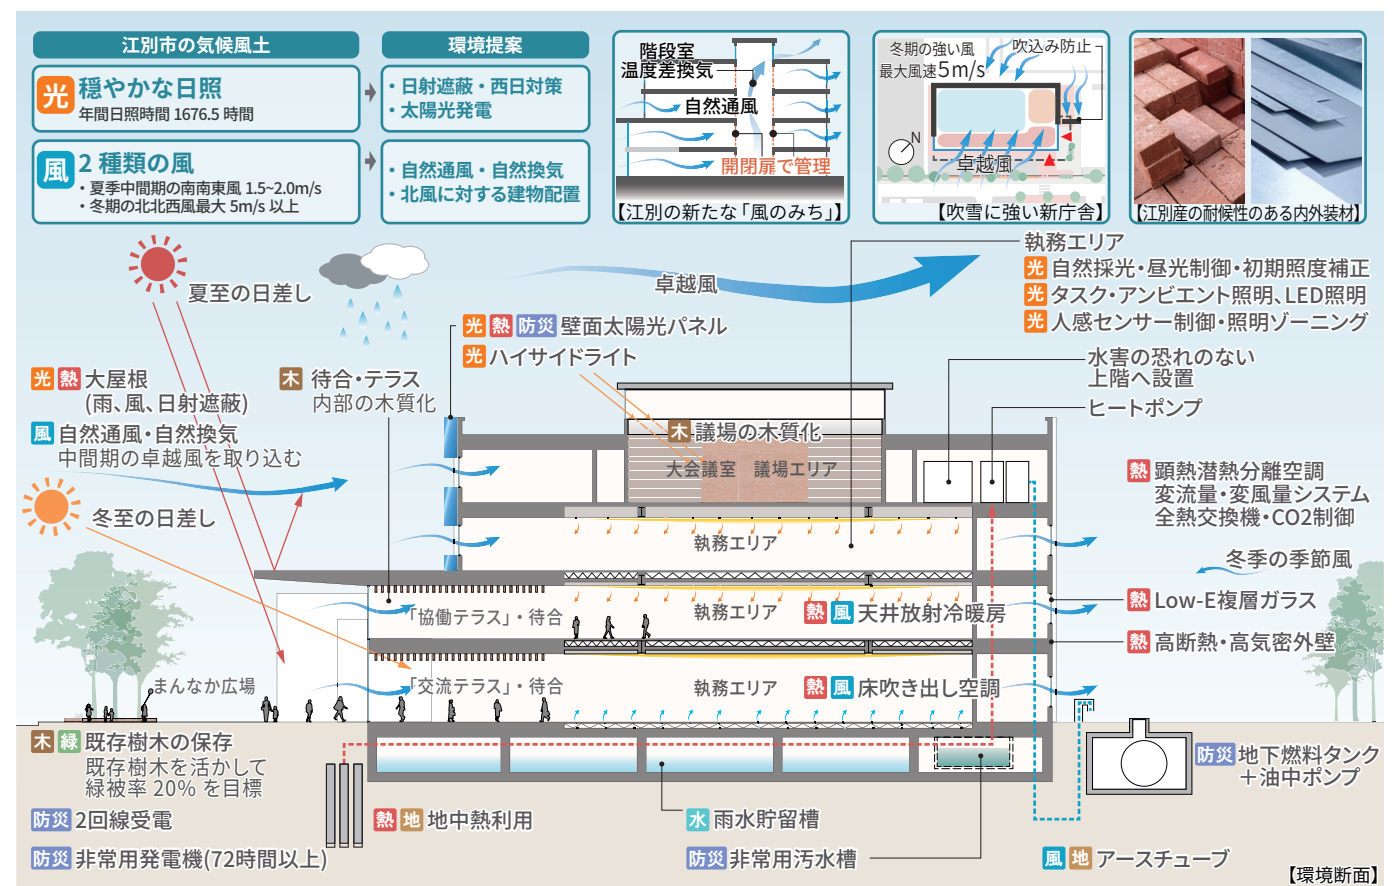 江別市の気候風土
環境提案
光 穏やかな日照
年間日照時間 1676.5 時間
・日射遮蔽・西日対策
・太陽光発電
風 2 種類の風
・夏季中間期の南南東風 1.5~2.0m/s
・冬期の北北西風最大 5m/s 以上
・自然通風・自然換気
・北風に対する建物配置
階段室
温度差換気
自然通風
開閉扉で管理
【江別の新たな「風のみち」】
冬期の強い風
最大風速5m/s
吹込み防止
N
卓越風
【吹雪に強い新庁舎】
【江別産の耐候性のある内外装材】
夏至の日差し
卓越風
執務エリア
光 自然採光・昼光制御・初期照度補正
光 タスク・アンビエント照明、LED照明
光 人感センサー制御・照明ゾーニング
光 熱 防災 壁面太陽光パネル
光 ハイサイドライト
水害の恐れのない
上階へ設置
ヒートポンプ
光 熱 大屋根
(雨、風、日射遮蔽)
木 待合・テラス
内部の木質化
風 自然通風・自然換気
中間期の卓越風を取り込む
木 議場の木質化
大会議室 議場エリア
熱 顕熱潜熱分離空調
変流量・変風量システム
全熱交換機・CO2制御
冬至の日差し
執務エリア
冬季の季節風
「協働テラス」・待合
執務エリア
熱 風 天井放射冷暖房
熱 Low-E複層ガラス
熱 高断熱・高気密外壁
まんなか広場
「交流テラス」・待合
執務エリア
熱 風 床吹き出し空調
木 緑 既存樹木の保存
既存樹木を活かして
緑被率 20% を目標
防災 地下燃料タンク
＋油中ポンプ
防災 2回線受電
熱 地 地中熱利用
水 雨水貯留槽
防災 非常用発電機(72時間以上)
防災 非常用汚水槽
風 地 アースチューブ
【環境断面】